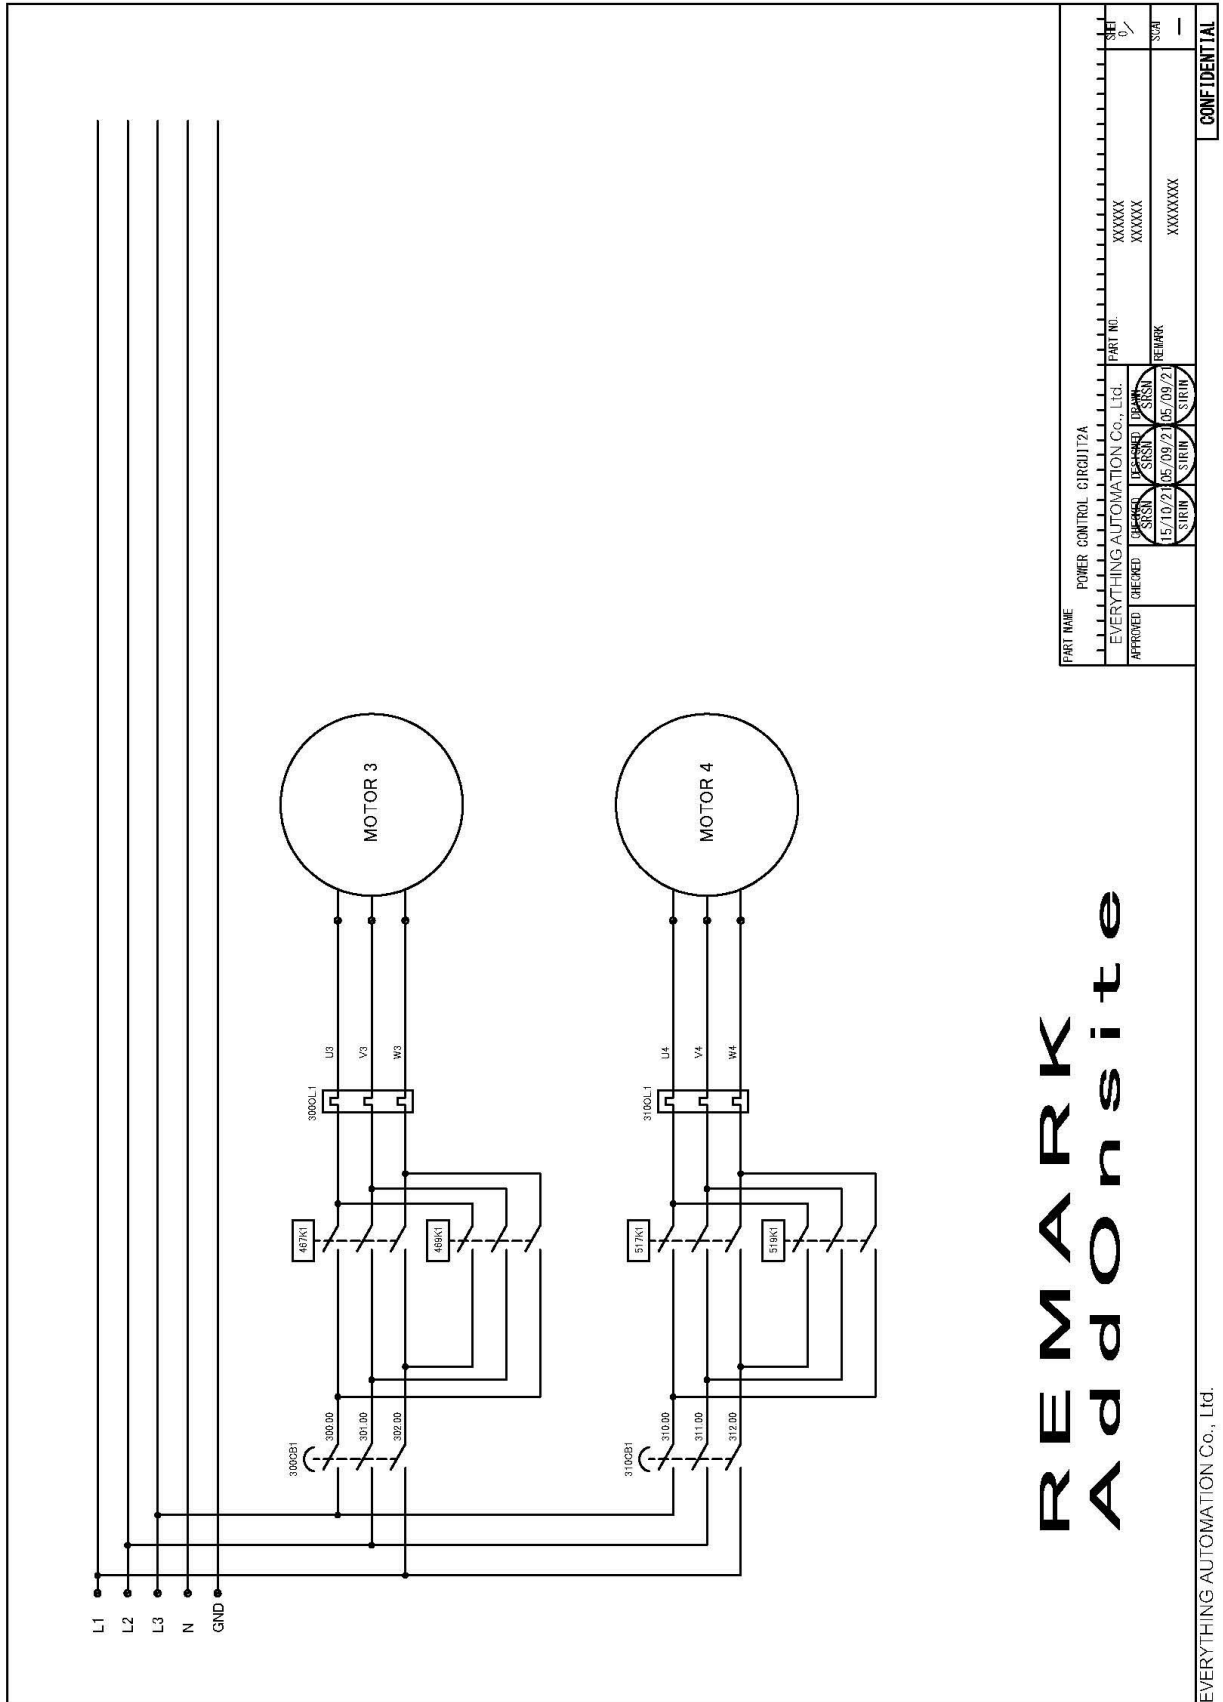 L1
L2
L3
N
GND
300CB1
300.00
301.00
302.00
467K1
469K1
300OL1
U3
V3
W3
MOTOR 3
310CB1
310.00
311.00
312.00
517K1
519K1
310OL1
U4
V4
W4
MOTOR 4
REMARK
AddOnsite
PART NAME
POWER CONTROL CIRCUIT2A
EVERYTHING AUTOMATION Co., Ltd.
PART NO.
XXXXXX
XXXXXX
APPROVED
CHECKED
CHECKED
DESIGNED
DRAWN
SRSN
SRSN
SRSN
15/10/21
05/09/21
05/09/21
SIRIN
SIRIN
SIRIN
REMARK
XXXXXXXX
EVERYTHING AUTOMATION Co., Ltd.
CONFIDENTIAL